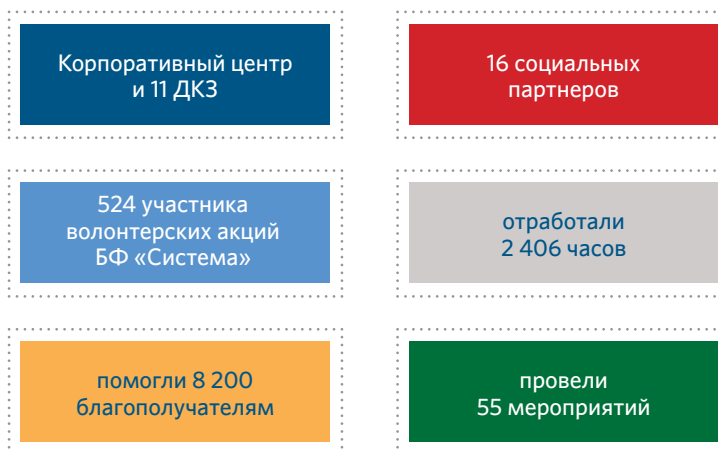 Корпоративный центр
и 11 ДКЗ
16 социальных
партнеров
524 участника
волонтерских акций
БФ «Система»
отработали
2 406 часов
помогли 8 200
благополучателям
провели
55 мероприятий